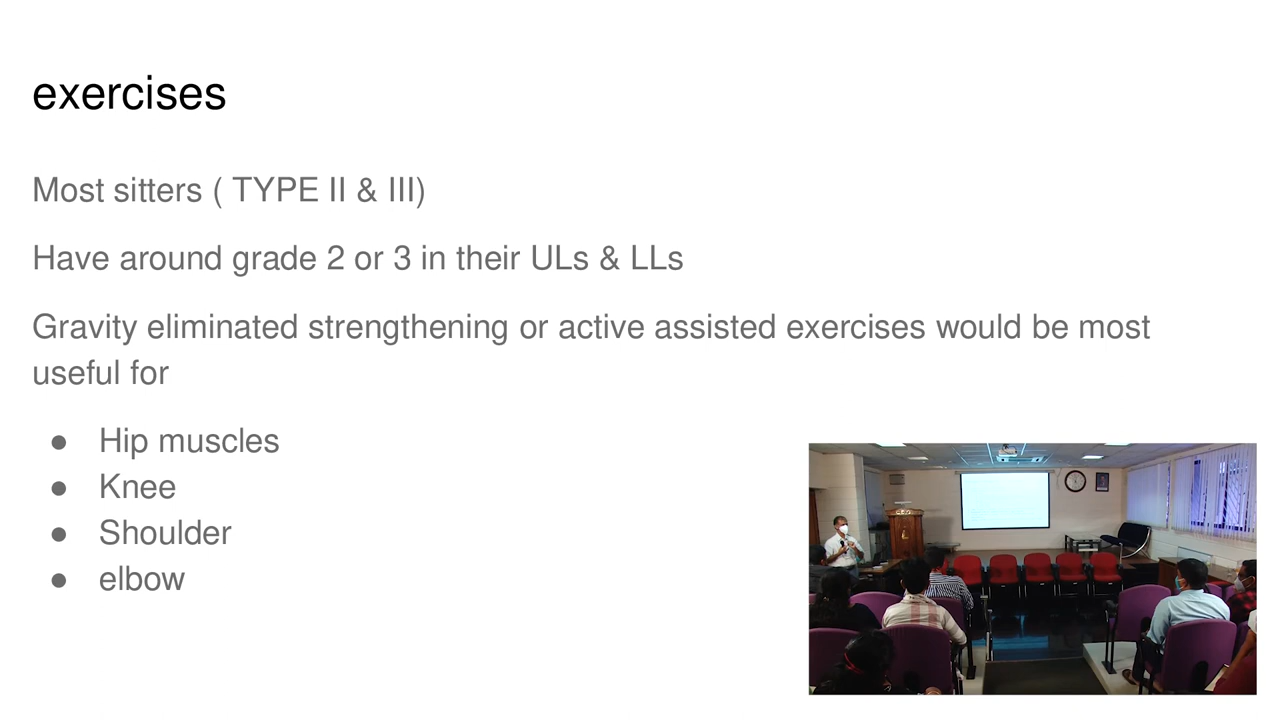 exercises
Most sitters ( TYPE II & III)
Have around grade 2 or 3 in their ULs & LLs
Gravity eliminated strengthening or active assisted exercises would be most
useful for
● Hip muscles
● Knee
● Shoulder
● elbow